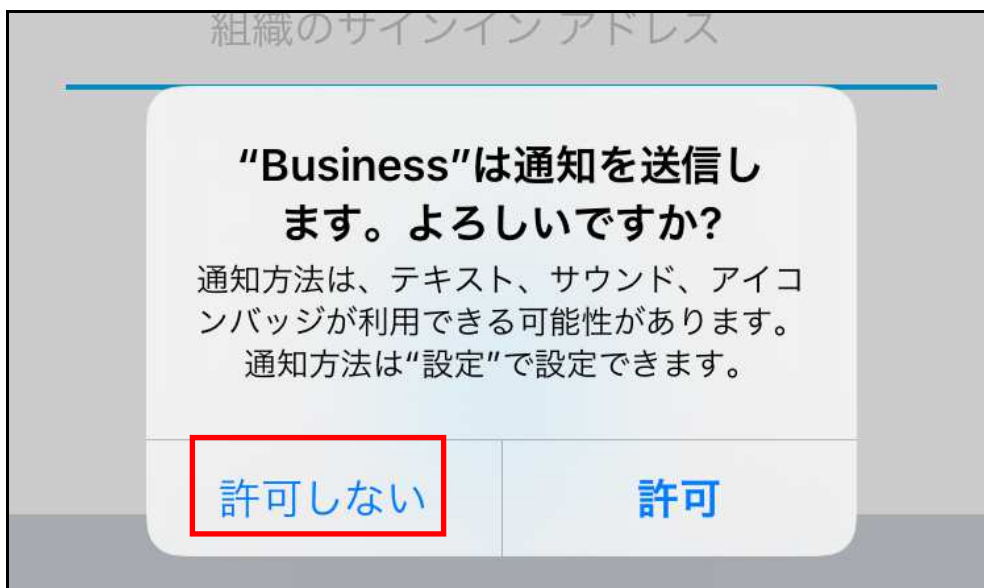 組織のサインイン アドレス
“Business”は通知を送信し
ます。よろしいですか?
通知方法は、テキスト、サウンド、アイコ
ンバッジが利用できる可能性があります。
通知方法は“設定”で設定できます。
許可しない
許可